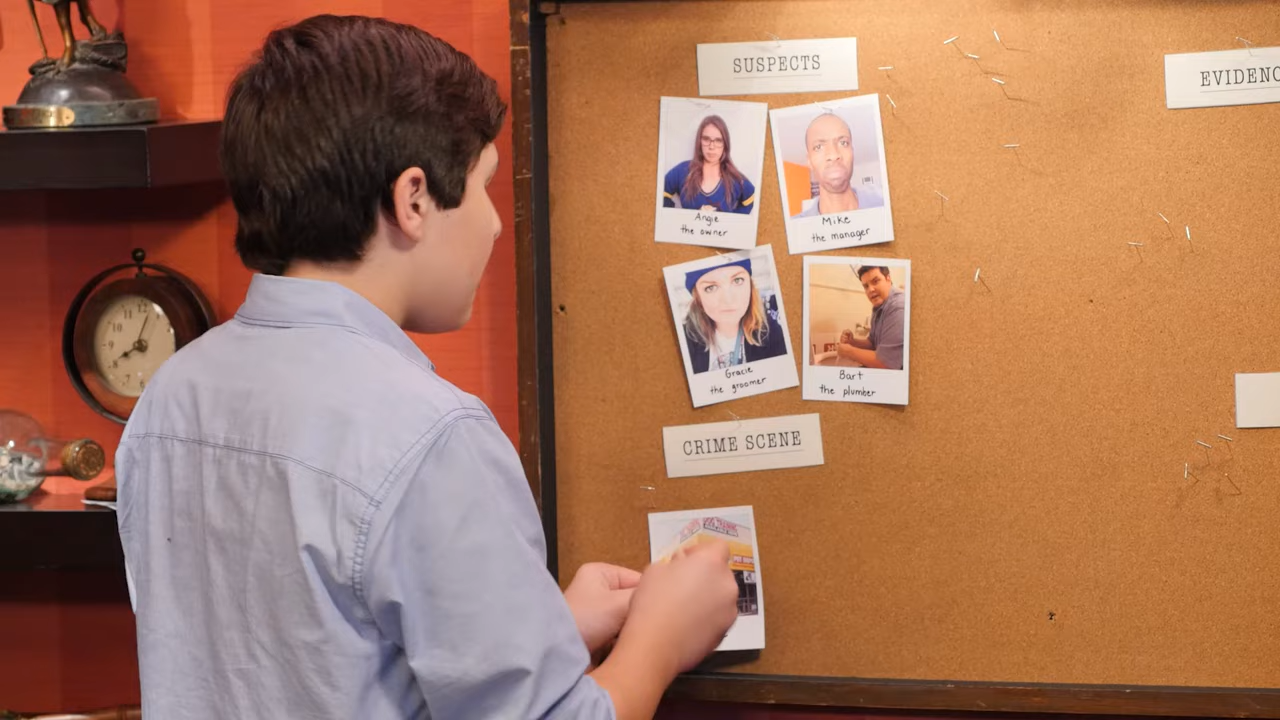 SUSPECTS
EVIDENC
Angie
the owner
Mike
the manager
Gracie
the groomer
Bart
the plumber
CRIME SCENE